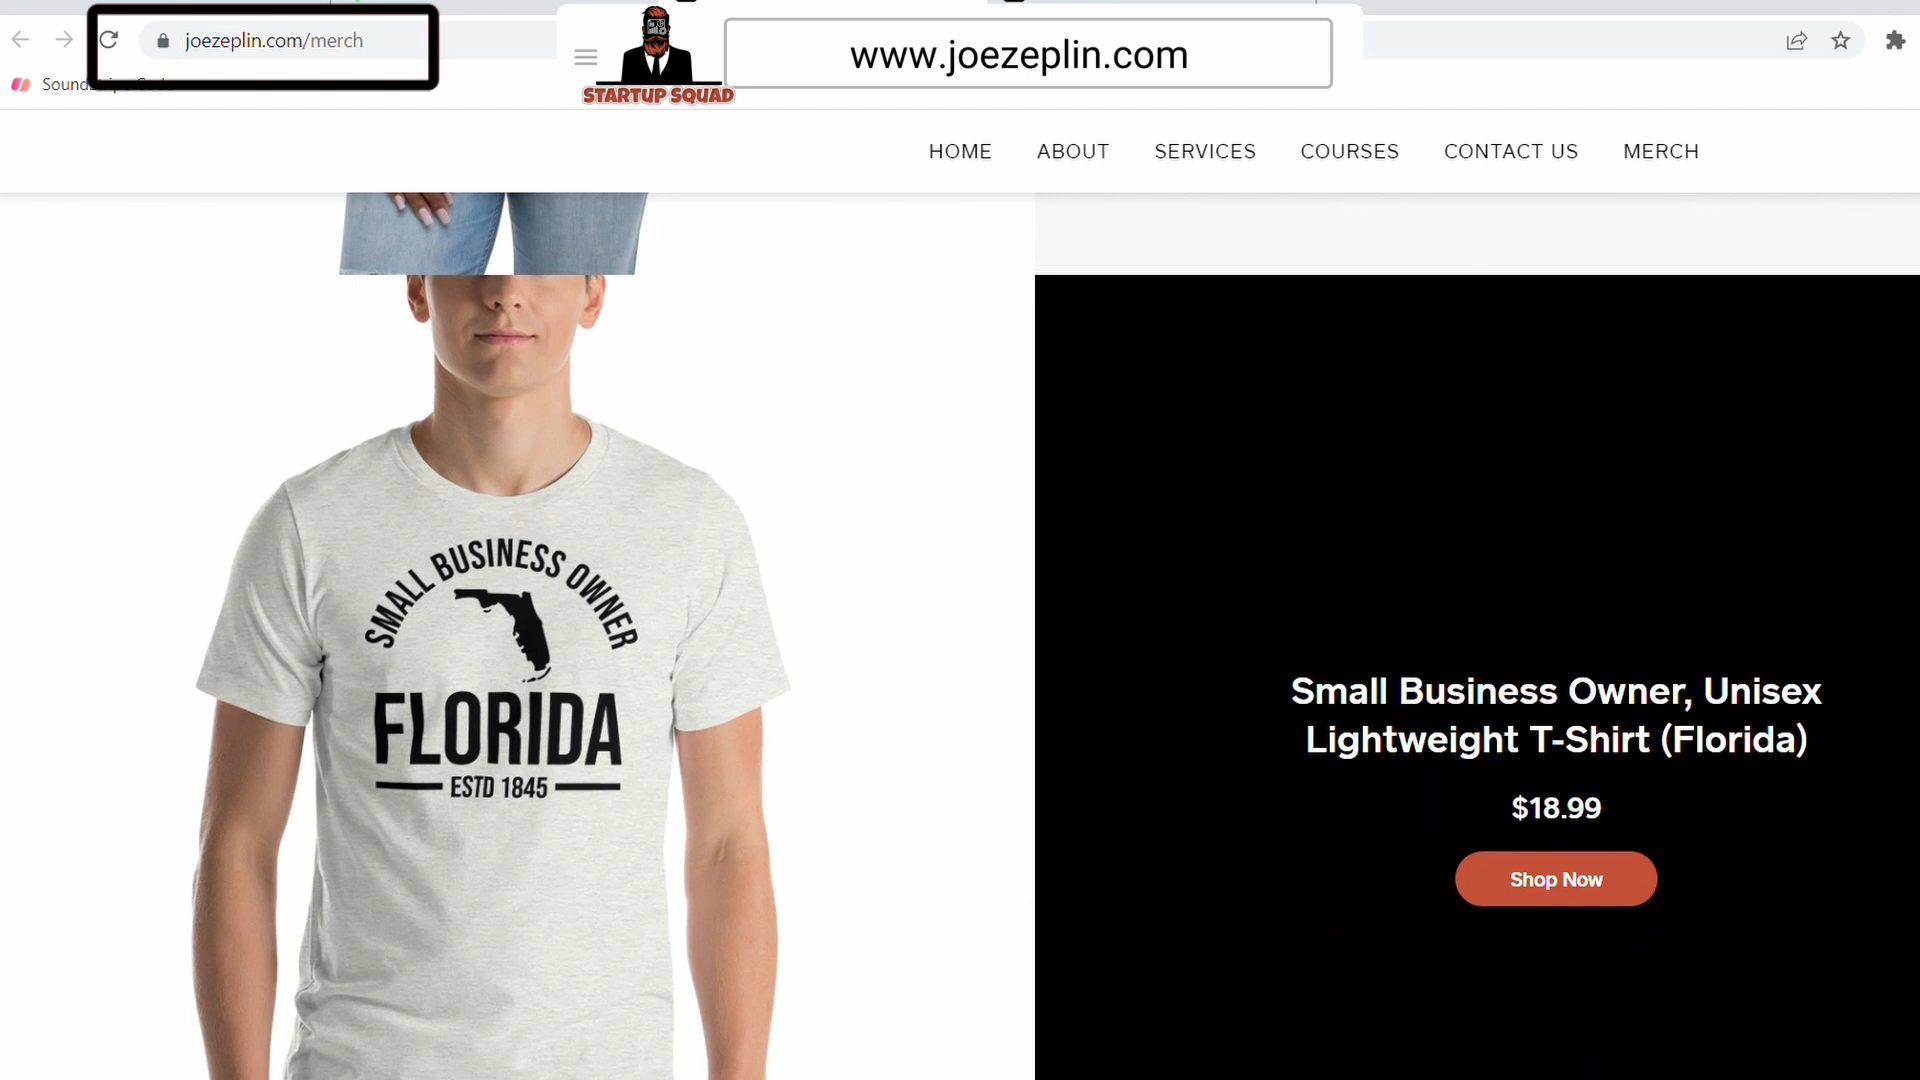 joezeplin.com/merch
www.joezeplin.com
STARTUP SQUAD
HOME ABOUT SERVICES COURSES CONTACT US MERCH
SMALL BUSINESS OWNER
FLORIDA
ESTD 1845
Small Business Owner, Unisex
Lightweight T-Shirt (Florida)
$18.99
Shop Now